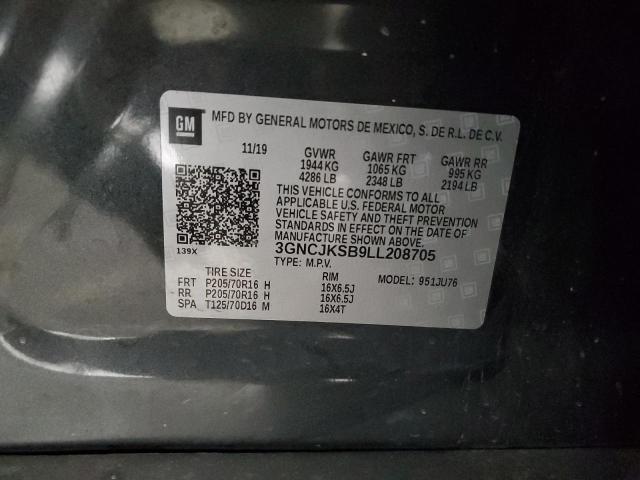 GM
MFD BY GENERAL MOTORS DE MEXICO, S. DE R.L. DE C.V.
11/19 GVWR GAWR FRT GAWR RR
1944 KG 1065 KG 995 KG
4286 LB 2348 LB 2194 LB
THIS VEHICLE CONFORMS TO ALL
APPLICABLE U.S. FEDERAL MOTOR
VEHICLE SAFETY AND THEFT PREVENTION
STANDARDS IN EFFECT ON THE DATE OF
MANUFACTURE SHOWN ABOVE.
139X
3GNCJKSB9LL208705
TYPE: M.P.V. MODEL: 951JU76
TIRE SIZE RIM
FRT P205/70R16 H 16X6.5J
RR P205/70R16 H 16X6.5J
SPA T125/70D16 M 16X4T